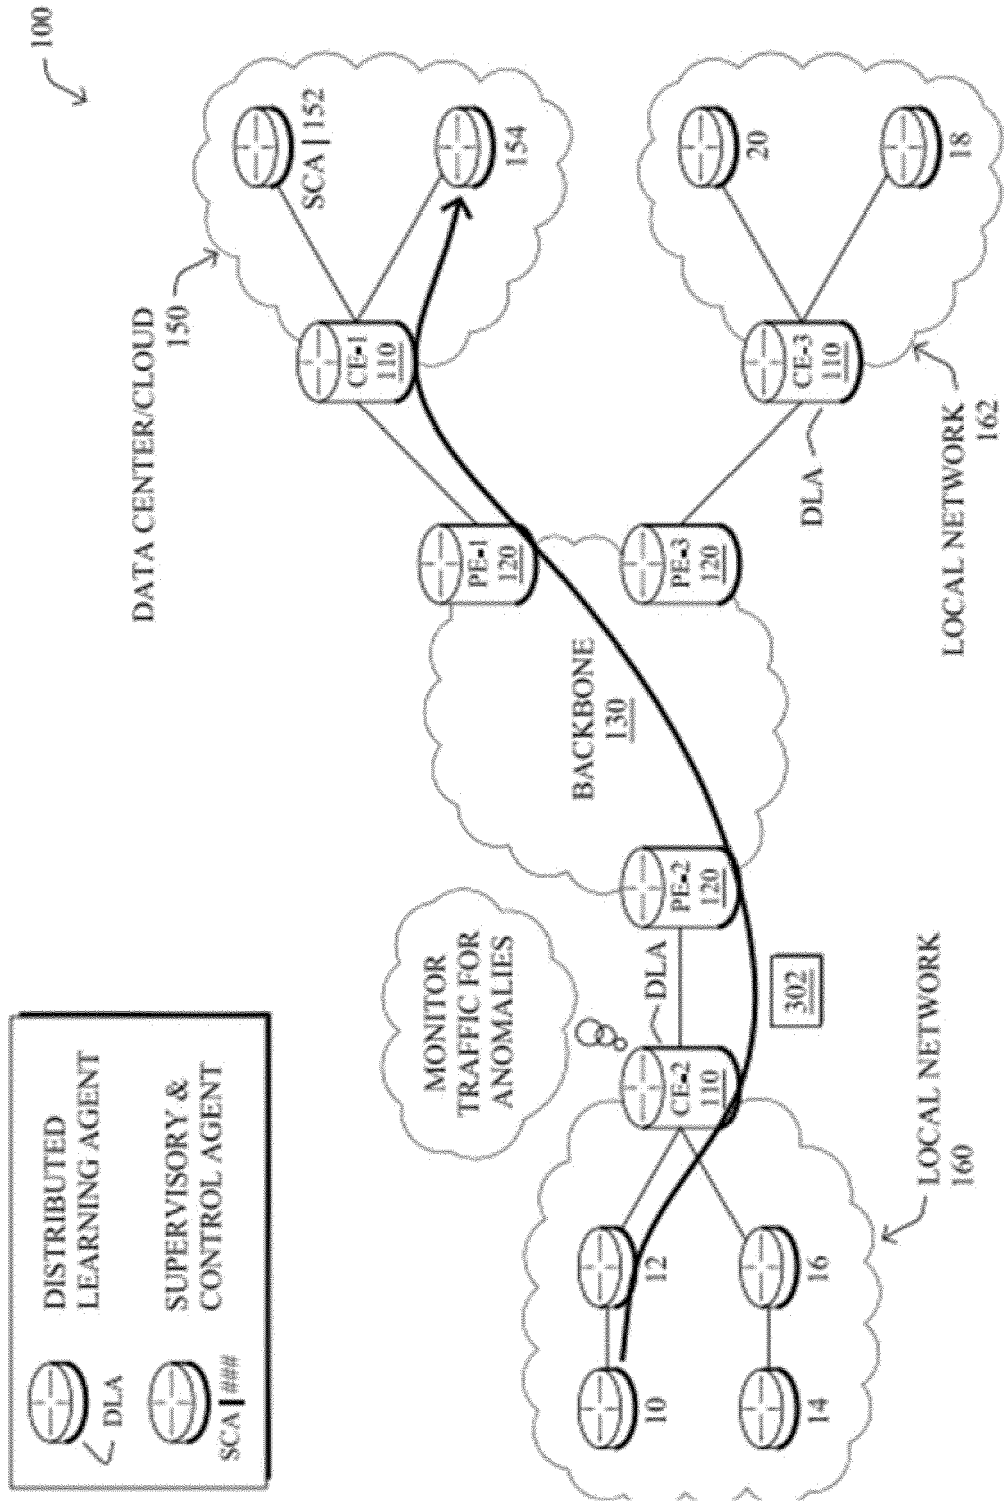 100
DISTRIBUTED
LEARNING AGENT
DLA
SUPERVISORY &
CONTROL AGENT
SCA | ###
DATA CENTER/CLOUD
150
SCA | 152
154
CE-1
110
PE-1
120
MONITOR
TRAFFIC FOR
ANOMALIES
BACKBONE
130
DLA
10
12
CE-2
110
PE-2
120
PE-3
120
CE-3
110
20
18
14
16
302
DLA
LOCAL NETWORK
160
LOCAL NETWORK
162